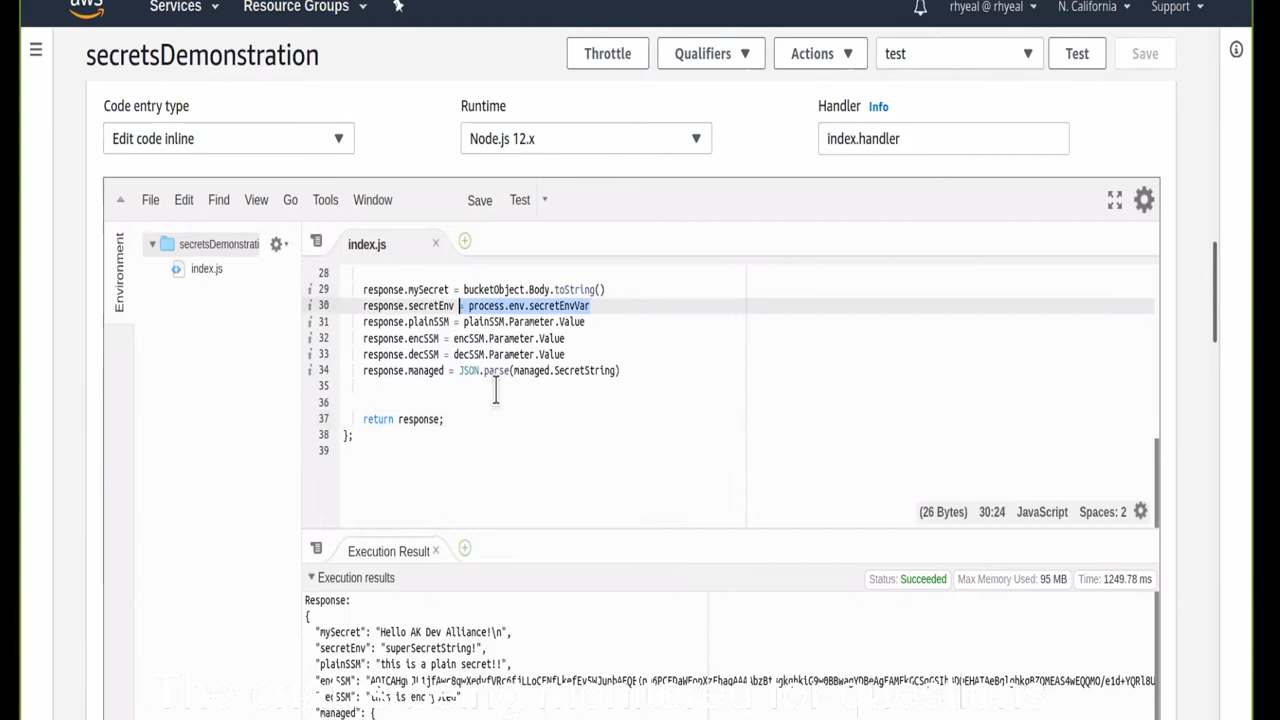 aws Services Resource Groups rhyeal @ rhyeal N. California Support
secretsDemonstration Throttle Qualifiers Actions test Test Save
Code entry type Runtime Handler Info
Edit code inline Node.js 12.x index.handler
File Edit Find View Go Tools Window Save Test
Environment
secretsDemonstrati
index.js
index.js
28
29 response.mySecret = bucketObject.Body.toString()
30 response.secretEnv = process.env.secretEnvVar
31 response.plainSSM = plainSSM.Parameter.Value
32 response.encSSM = encSSM.Parameter.Value
33 response.decSSM = decSSM.Parameter.Value
34 response.managed = JSON.parse(managed.SecretString)
35
36
37 return response;
38 };
39
(26 Bytes) 30:24 JavaScript Spaces: 2
Execution Result
Execution results Status: Succeeded Max Memory Used: 95 MB Time: 1249.78 ms
Response:
{
"mySecret": "Hello AK Dev Alliance!\n",
"secretEnv": "superSecretString!",
"plainSSM": "this is a plain secret!!",
"managed": {